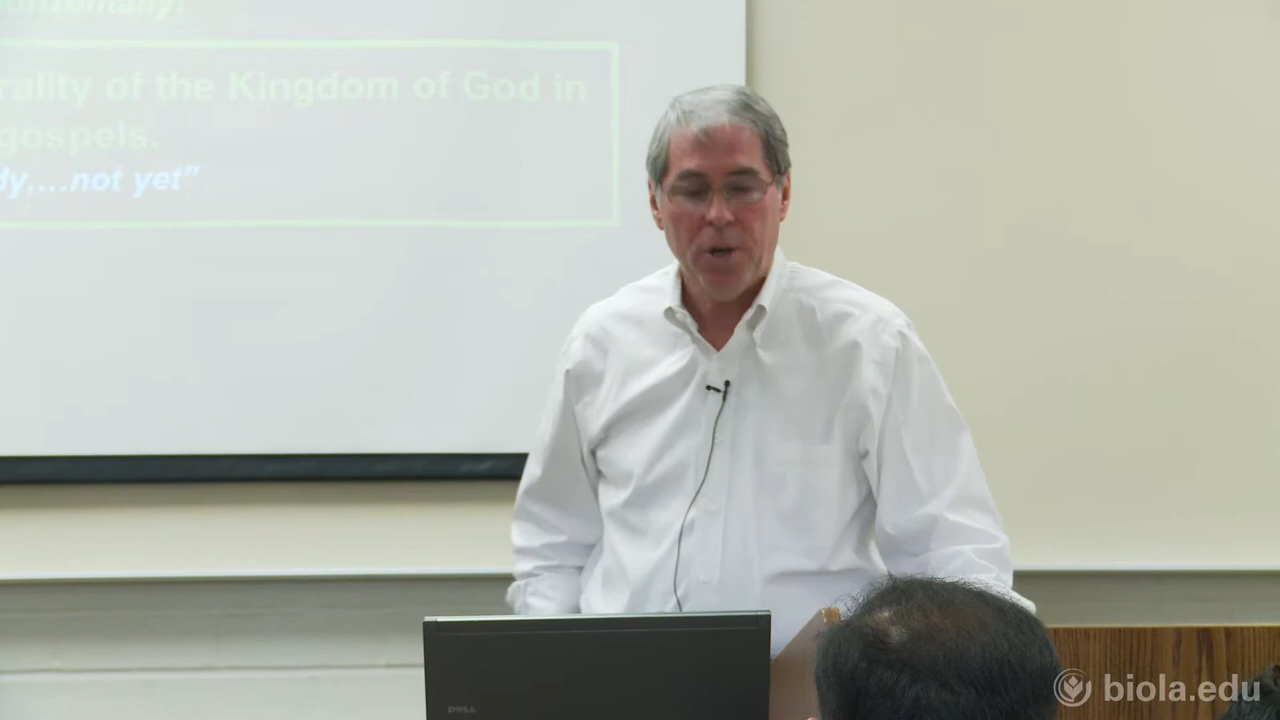 rality of the Kingdom of God in
gospels.
dy,...not yet"
DELL
biola.edu